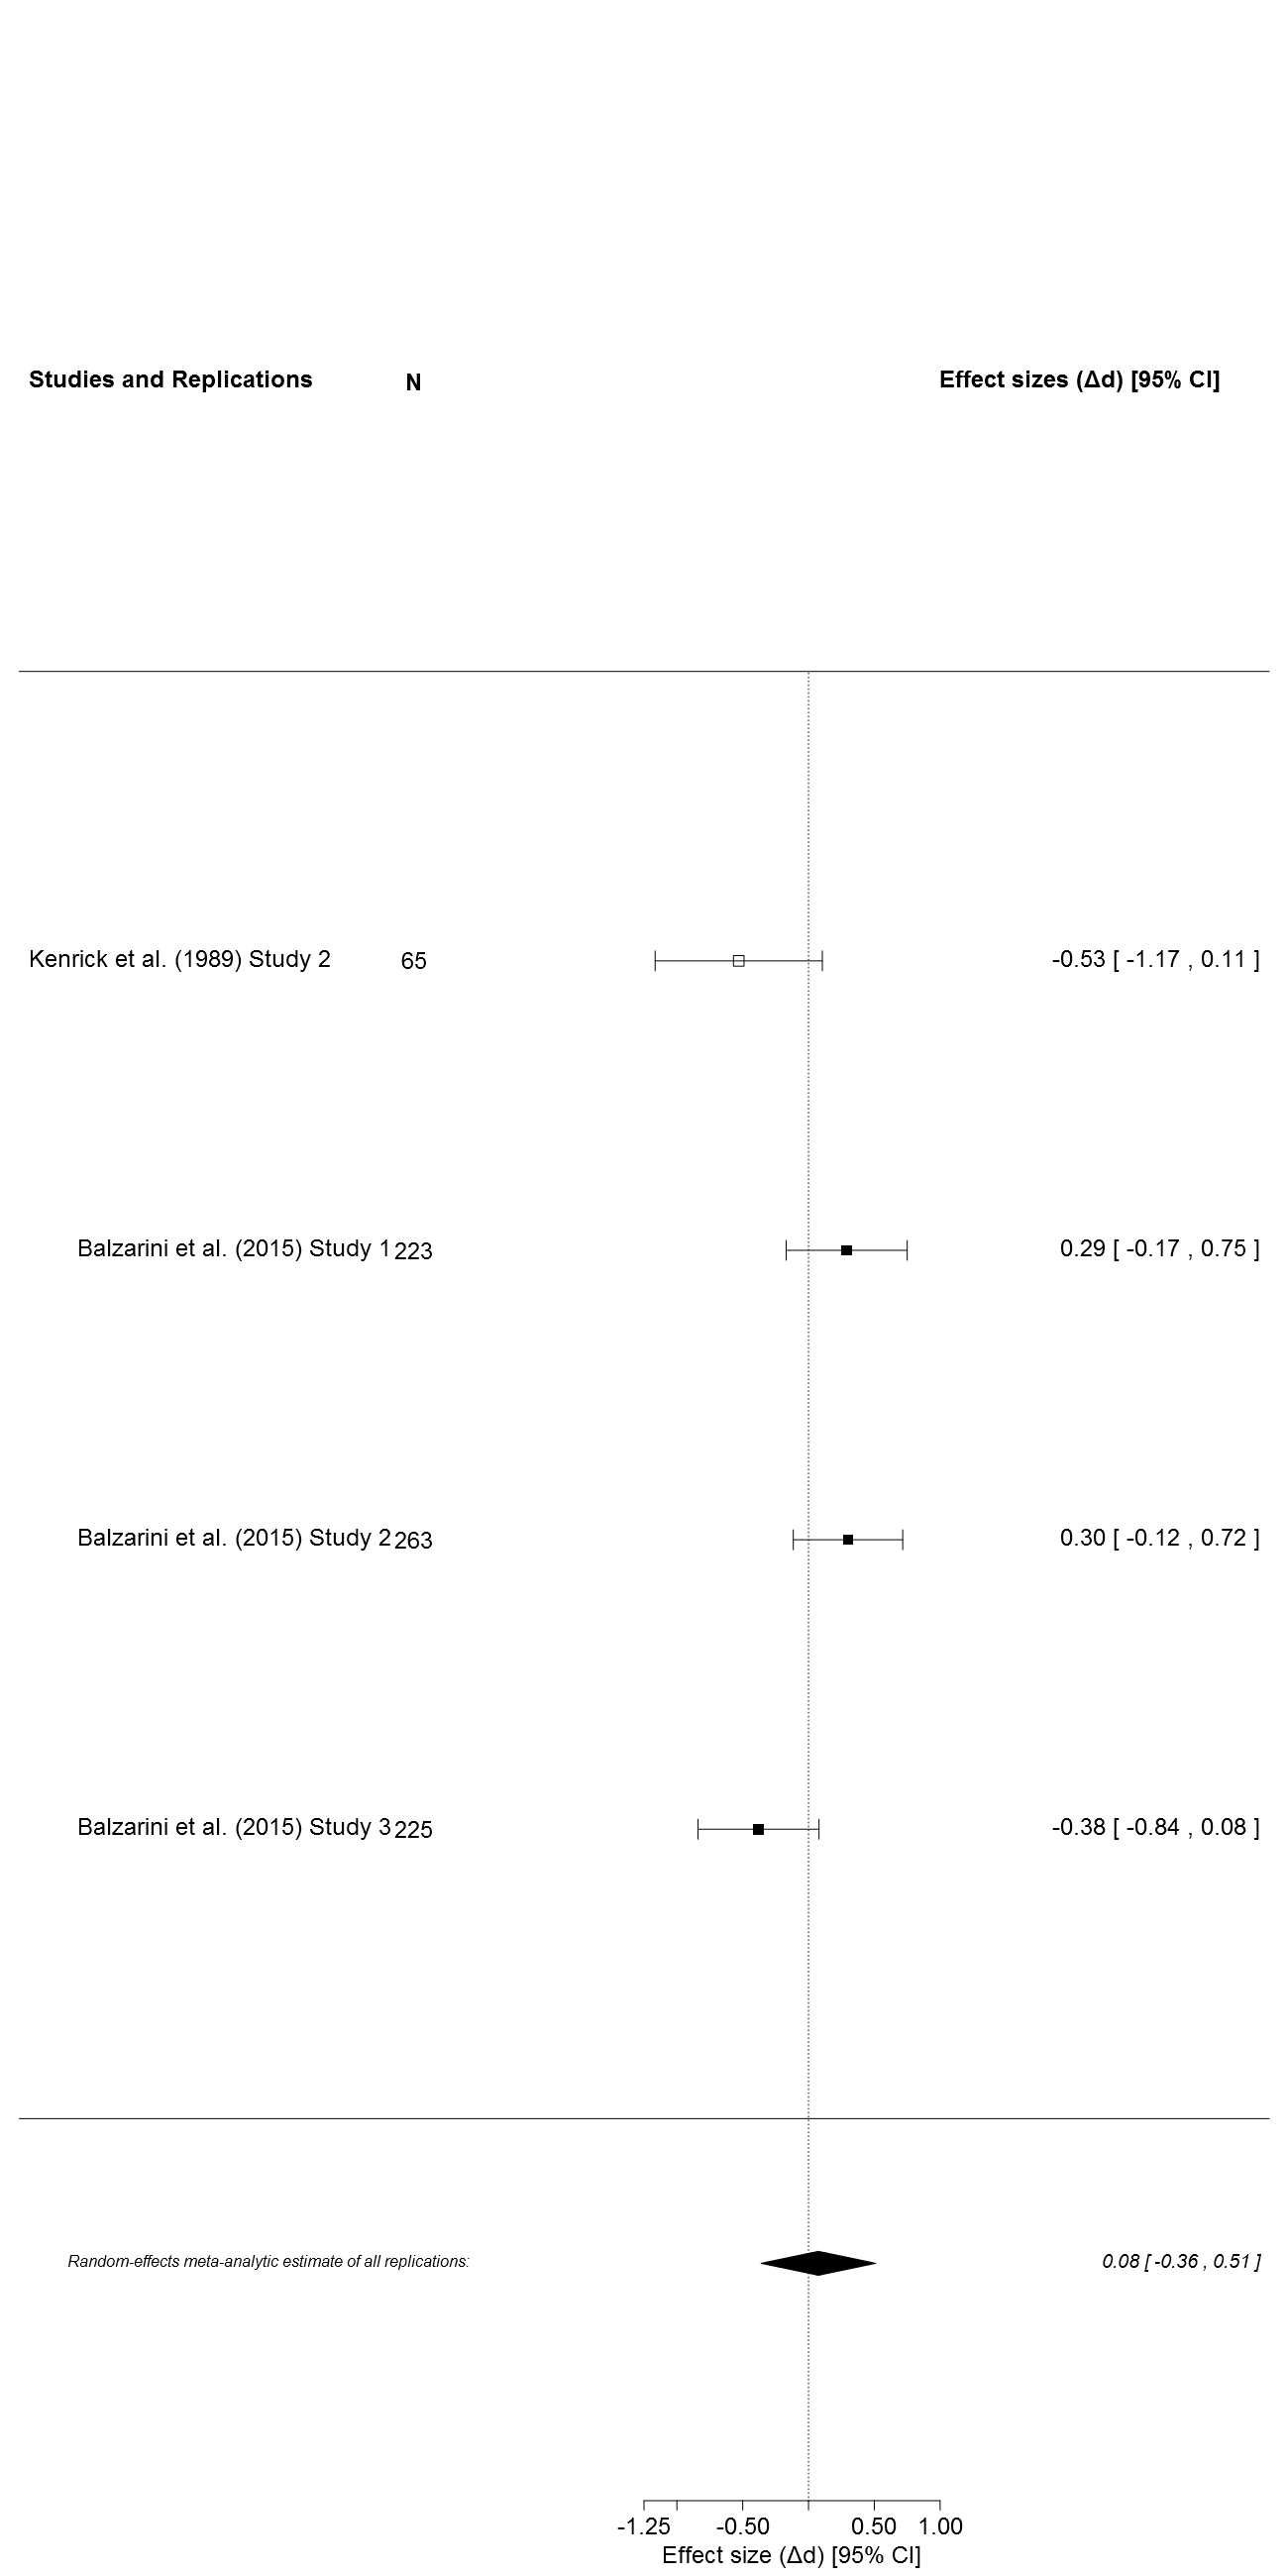 Studies and Replications N Effect sizes (Δd) [95% CI]
Kenrick et al. (1989) Study 2 65 -0.53 [ -1.17 , 0.11 ]
Balzarini et al. (2015) Study 1 223 0.29 [ -0.17 , 0.75 ]
Balzarini et al. (2015) Study 2 263 0.30 [ -0.12 , 0.72 ]
Balzarini et al. (2015) Study 3 225 -0.38 [ -0.84 , 0.08 ]
Random-effects meta-analytic estimate of all replications: 0.08 [ -0.36 , 0.51 ]
-1.25 -0.50 0.50 1.00
Effect size (Δd) [95% CI]